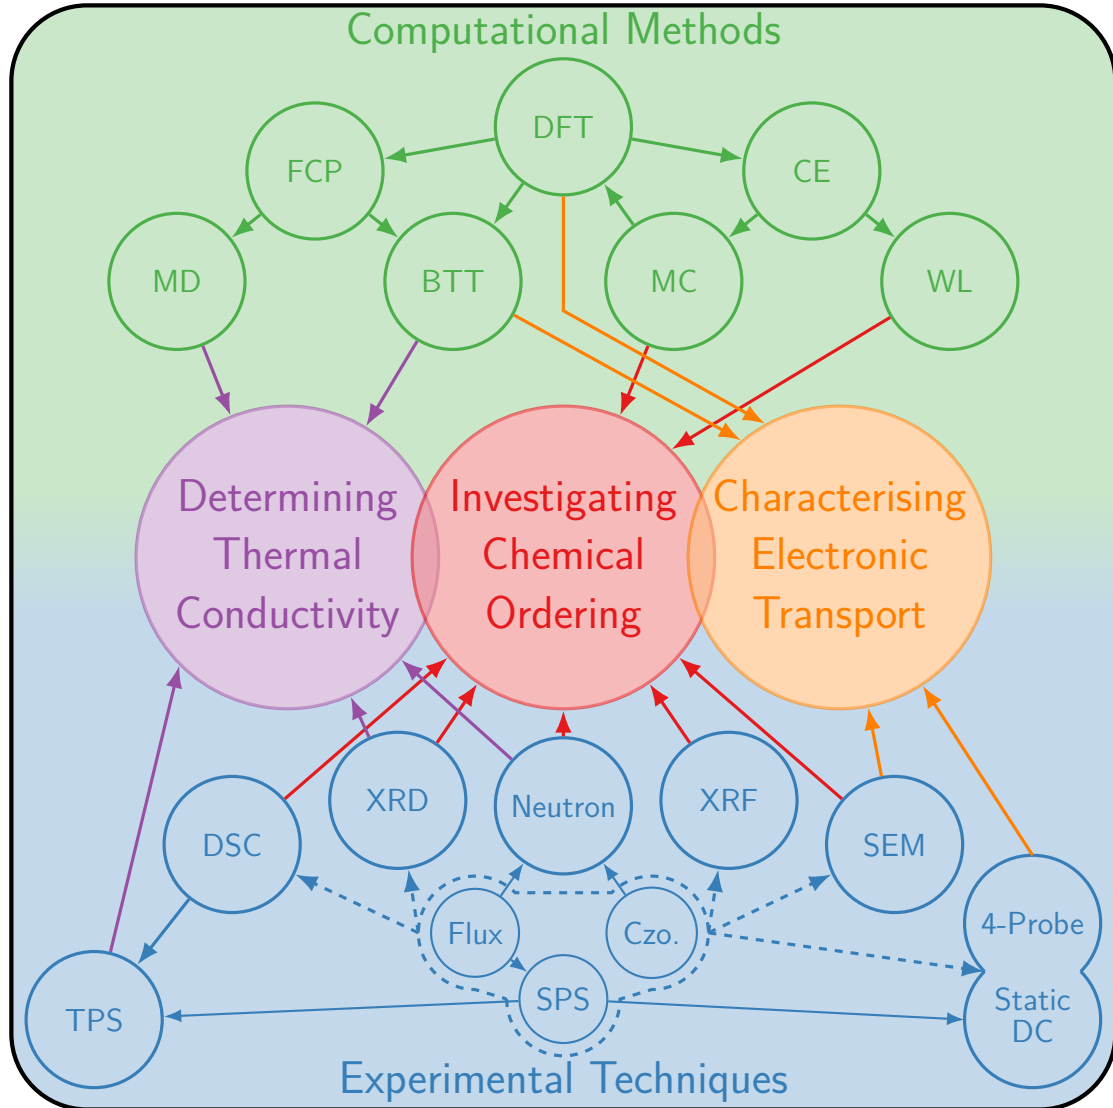 Computational Methods
DFT
FCP
CE
MD
BTT
MC
WL
Determining
Thermal
Conductivity
Investigating
Chemical
Ordering
Characterising
Electronic
Transport
XRD
Neutron
XRF
DSC
SEM
Flux
Czo.
4-Probe
SPS
TPS
Static
DC
Experimental Techniques